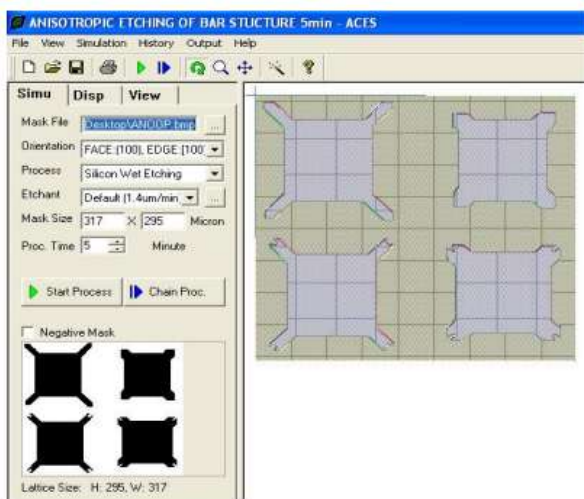 ANISOTROPIC ETCHING OF BAR STUCTURE 5min - ACES
File View Simulation History Output Help
Simu Disp View
Mask File Desktop\ANOOP.bmp ...
Orientation FACE:(100), EDGE:[100]
Process Silicon Wet Etching
Etchant Default (1.4um/min ...
Mask Size 317 X 295 Micron
Proc. Time 5 Minute
Start Process Chain Proc.
Negative Mask
Lattice Size: H: 295, W: 317